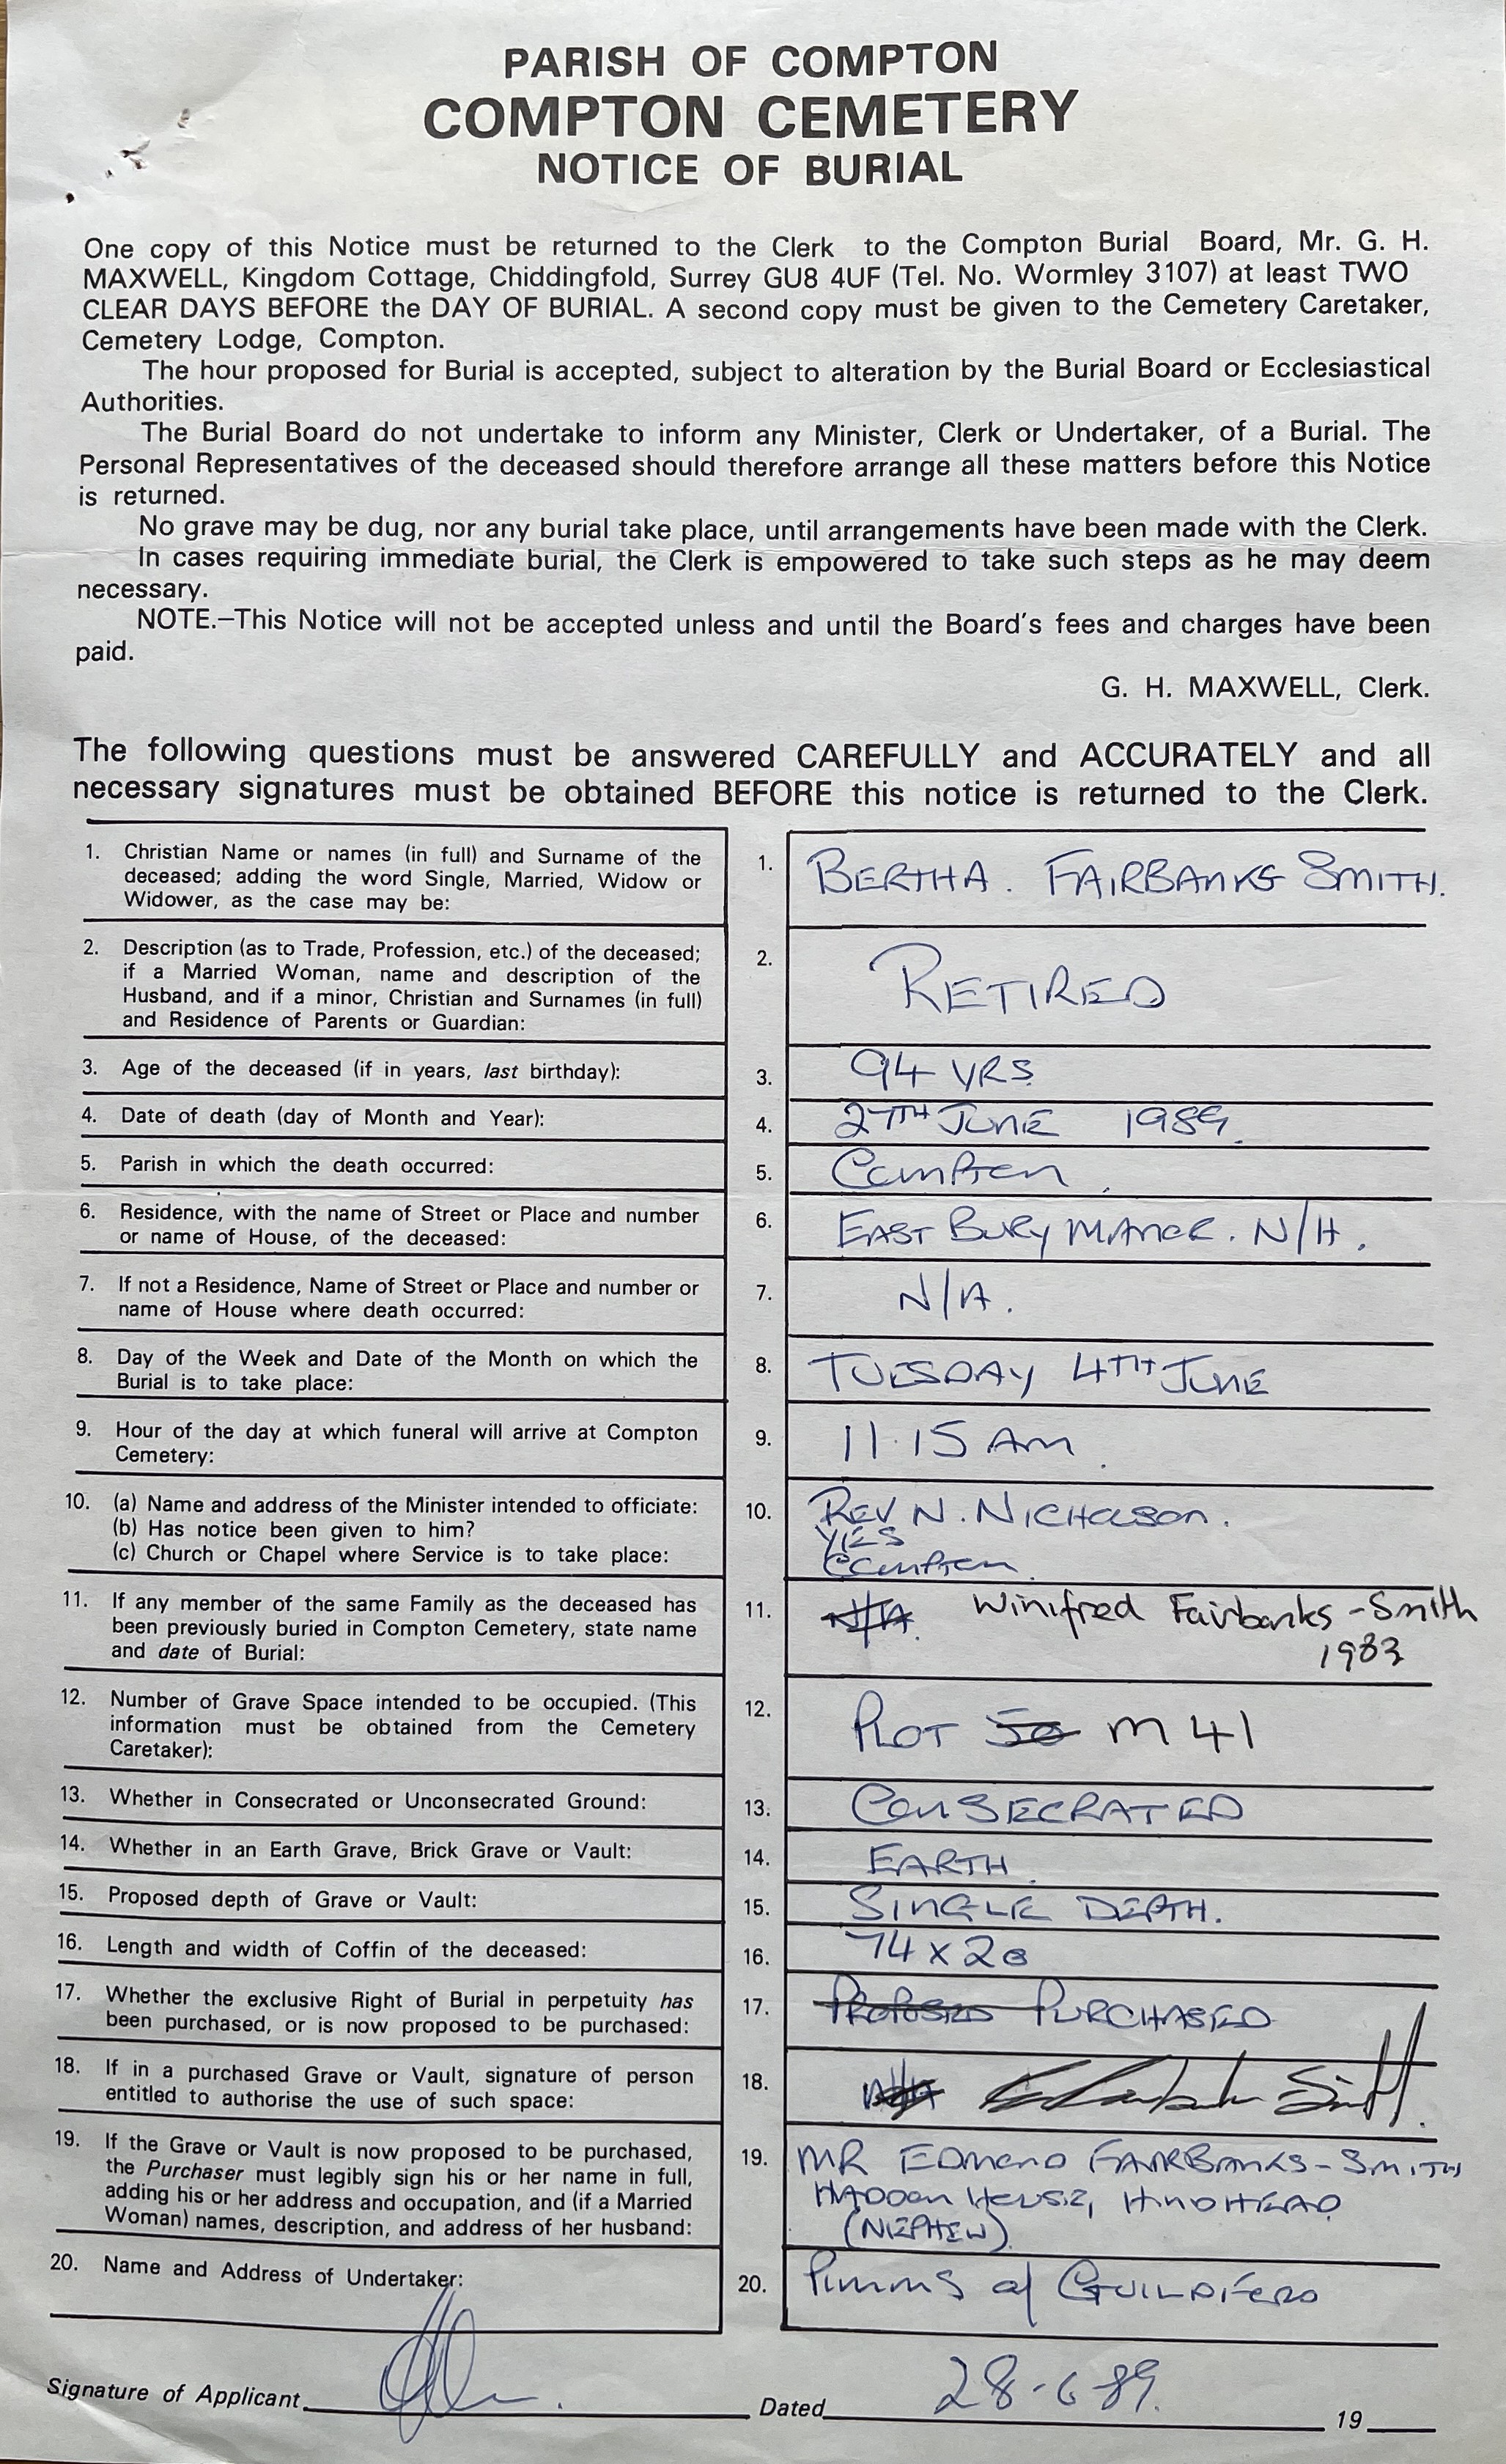 PARISH OF COMPTON
COMPTON CEMETERY
NOTICE OF BURIAL
One copy of this Notice must be returned to the Clerk to the Compton Burial Board, Mr. G. H.
MAXWELL, Kingdom Cottage, Chiddingfold, Surrey GU8 4UF (Tel. No. Wormley 3107) at least TWO
CLEAR DAYS BEFORE the DAY OF BURIAL. A second copy must be given to the Cemetery Caretaker,
Cemetery Lodge, Compton.
The hour proposed for Burial is accepted, subject to alteration by the Burial Board or Ecclesiastical
Authorities.
The Burial Board do not undertake to inform any Minister, Clerk or Undertaker, of a Burial. The
Personal Representatives of the deceased should therefore arrange all these matters before this Notice
is returned.
No grave may be dug, nor any burial take place, until arrangements have been made with the Clerk.
In cases requiring immediate burial, the Clerk is empowered to take such steps as he may deem
necessary.
NOTE.—This Notice will not be accepted unless and until the Board's fees and charges have been
paid.
G. H. MAXWELL, Clerk.
The following questions must be answered CAREFULLY and ACCURATELY and all
necessary signatures must be obtained BEFORE this notice is returned to the Clerk.
1. Christian Name or names (in full) and Surname of the
deceased; adding the word Single, Married, Widow or
Widower, as the case may be:
1. BERTHA. FAIRBANKS SMITH.
2. Description (as to Trade, Profession, etc.) of the deceased;
if a Married Woman, name and description of the
Husband, and if a minor, Christian and Surnames (in full)
and Residence of Parents or Guardian:
2. RETIRED
3. Age of the deceased (if in years, last birthday):
3. 94 YRS
4. Date of death (day of Month and Year):
4. 27TH JUNE 1989.
5. Parish in which the death occurred:
5. Compton.
6. Residence, with the name of Street or Place and number
or name of House, of the deceased:
6. EAST BURY MANOR. N/H.
7. If not a Residence, Name of Street or Place and number or
name of House where death occurred:
7. N/A.
8. Day of the Week and Date of the Month on which the
Burial is to take place:
8. TUESDAY 4TH JUNE
9. Hour of the day at which funeral will arrive at Compton
Cemetery:
9. 11.15 AM.
10. (a) Name and address of the Minister intended to officiate:
(b) Has notice been given to him?
(c) Church or Chapel where Service is to take place:
10. REV N. NICHOLSON.
YES
Compton.
11. If any member of the same Family as the deceased has
been previously buried in Compton Cemetery, state name
and date of Burial:
11. N/A. Winifred Fairbanks-Smith
1983
12. Number of Grave Space intended to be occupied. (This
information must be obtained from the Cemetery
Caretaker):
12. PLOT 50 M 41
13. Whether in Consecrated or Unconsecrated Ground:
13. CONSECRATED
14. Whether in an Earth Grave, Brick Grave or Vault:
14. EARTH.
15. Proposed depth of Grave or Vault:
15. SINGLE DEPTH.
16. Length and width of Coffin of the deceased:
16. 74 x 20
17. Whether the exclusive Right of Burial in perpetuity has
been purchased, or is now proposed to be purchased:
17. PROPOSED PURCHASED
18. If in a purchased Grave or Vault, signature of person
entitled to authorise the use of such space:
18. N/A Smith.
19. If the Grave or Vault is now proposed to be purchased,
the Purchaser must legibly sign his or her name in full,
adding his or her address and occupation, and (if a Married
Woman) names, description, and address of her husband:
19. MR EDMOND FAIRBANKS-SMITH
HADDON HOUSE, HINDHEAD
(NEPHEW).
20. Name and Address of Undertaker:
20. Pimms of GUILDFORD
Signature of Applicant
Dated 28.6.89. 19